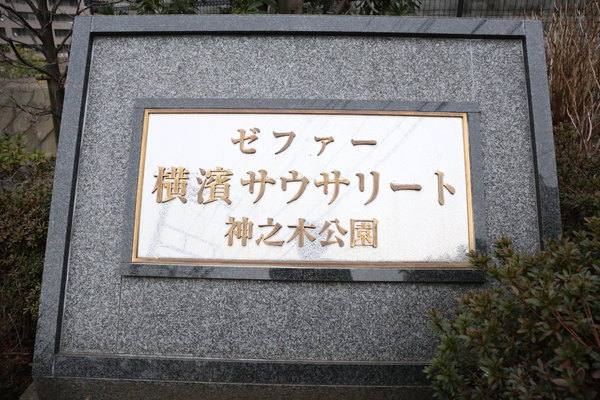 ゼファー
横濱サウサリート
神之木公園